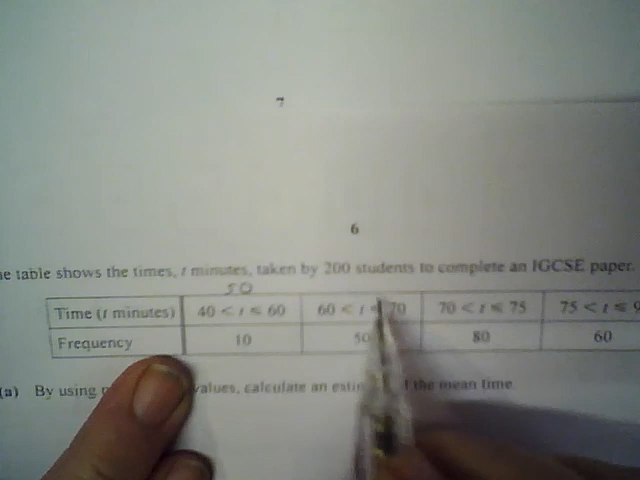 7
6
table shows the times, t minutes, taken by 200 students to complete an IGCSE paper.
50
Time (t minutes) 40 < t ≤ 60 60 < t 70 70 < t ≤ 75 75 < t ≤
Frequency 10 50 80 60
(a) By using values, calculate an the mean time.